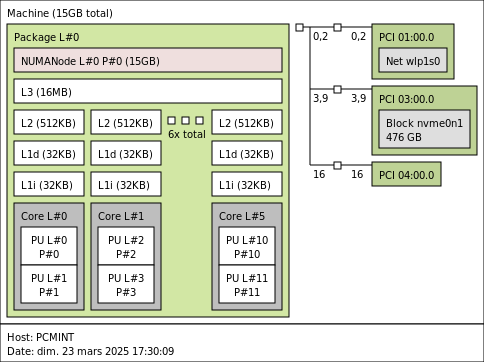 Machine (15GB total)
Package L#0
NUMANode L#0 P#0 (15GB)
L3 (16MB)
L2 (512KB) L2 (512KB) L2 (512KB)
6x total
L1d (32KB) L1d (32KB) L1d (32KB)
L1i (32KB) L1i (32KB) L1i (32KB)
Core L#0 Core L#1 Core L#5
PU L#0 PU L#2 PU L#10
P#0 P#2 P#10
PU L#1 PU L#3 PU L#11
P#1 P#3 P#11
0,2 0,2 PCI 01:00.0
Net wlp1s0
3,9 3,9 PCI 03:00.0
Block nvme0n1
476 GB
16 16 PCI 04:00.0
Host: PCMINT
Date: dim. 23 mars 2025 17:30:09